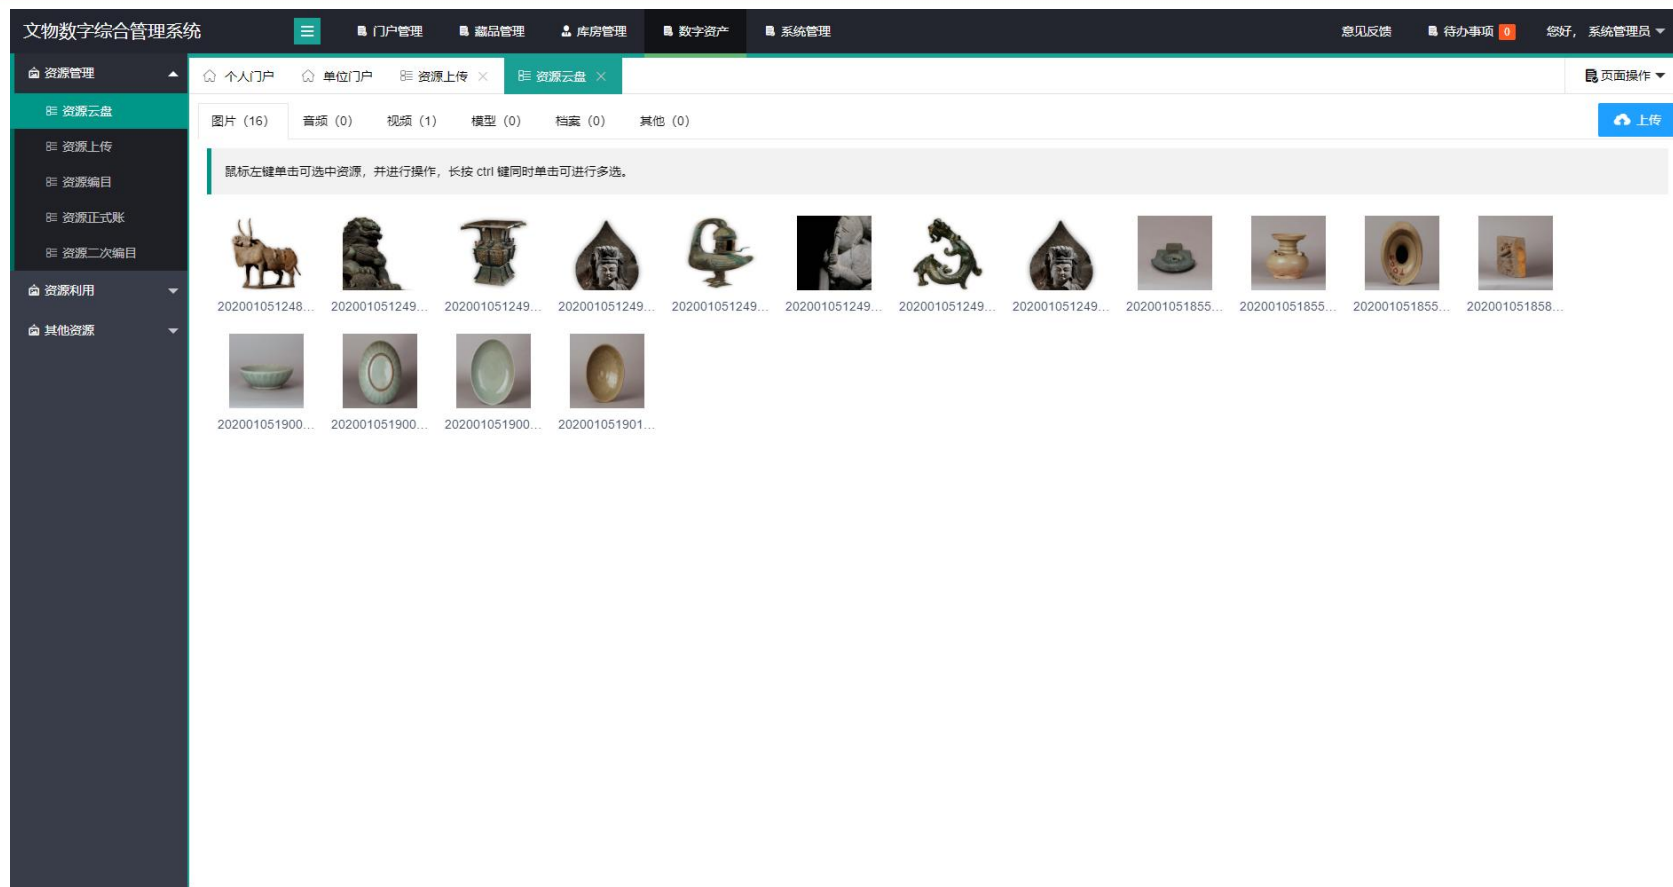 文物数字综合管理系统 门户管理 藏品管理 库房管理 数字资产 系统管理 意见反馈 待办事项 0 您好, 系统管理员
资源管理
资源云盘
资源上传
资源编目
资源正式账
资源二次编目
资源利用
其他资源
个人门户 单位门户 资源上传 资源云盘 页面操作
图片 (16) 音频 (0) 视频 (1) 模型 (0) 档案 (0) 其他 (0) 上传
鼠标左键单击可选中资源，并进行操作，长按 ctrl 键同时单击可进行多选。
202001051248... 202001051249... 202001051249... 202001051249... 202001051249... 202001051249... 202001051249... 202001051249... 202001051855... 202001051855... 202001051855... 202001051858...
202001051900... 202001051900... 202001051900... 202001051901...